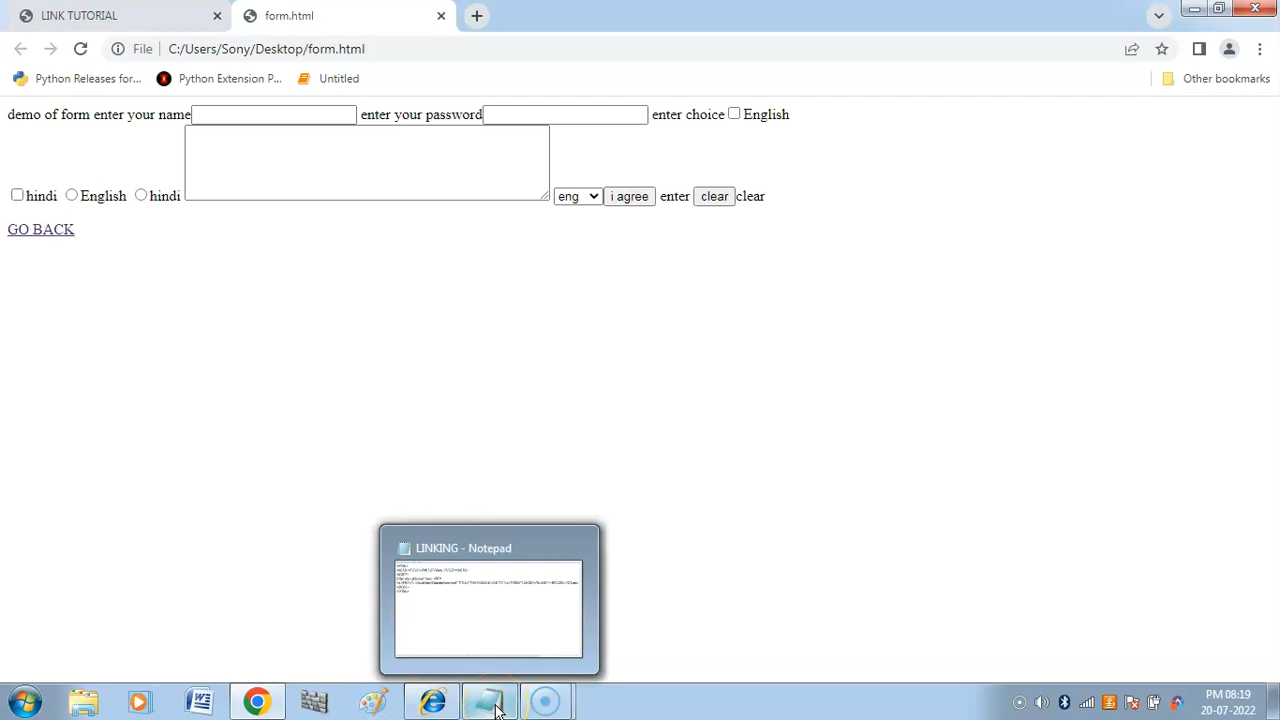 LINK TUTORIAL
form.html
File
C:/Users/Sony/Desktop/form.html
Python Releases for...
Python Extension P...
Untitled
Other bookmarks
demo of form enter your name enter your password enter choice English
hindi English hindi eng i agree enter clear clear
GO BACK
LINKING - Notepad
PM 08:19
20-07-2022